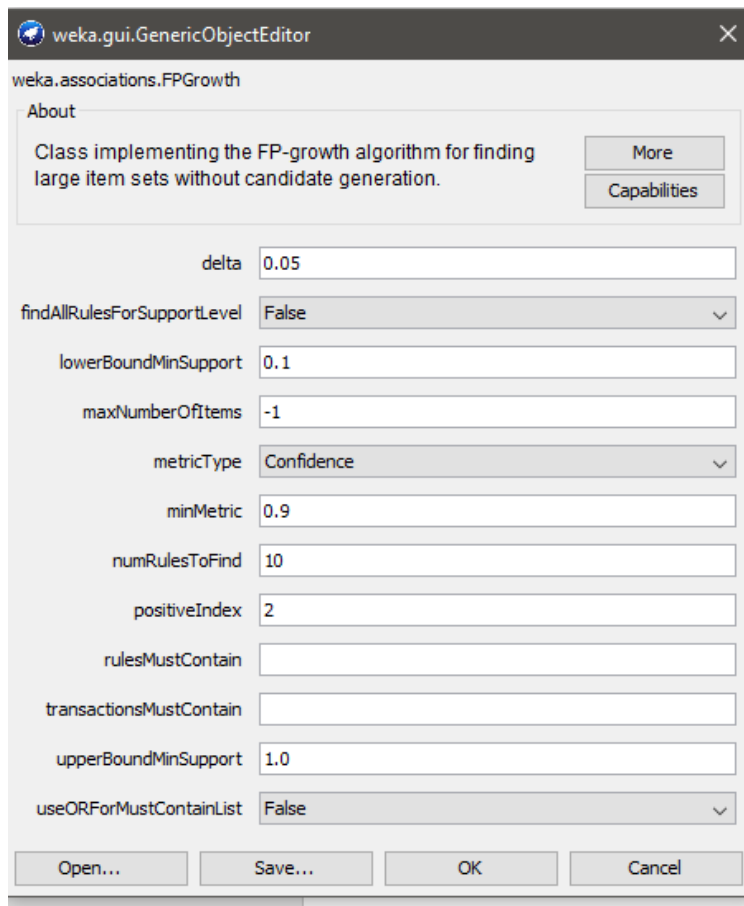 weka.gui.GenericObjectEditor
weka.associations.FPGrowth
About
Class implementing the FP-growth algorithm for finding
large item sets without candidate generation.
More
Capabilities
delta 0.05
findAllRulesForSupportLevel False
lowerBoundMinSupport 0.1
maxNumberOfItems -1
metricType Confidence
minMetric 0.9
numRulesToFind 10
positiveIndex 2
rulesMustContain
transactionsMustContain
upperBoundMinSupport 1.0
useORForMustContainList False
Open... Save... OK Cancel